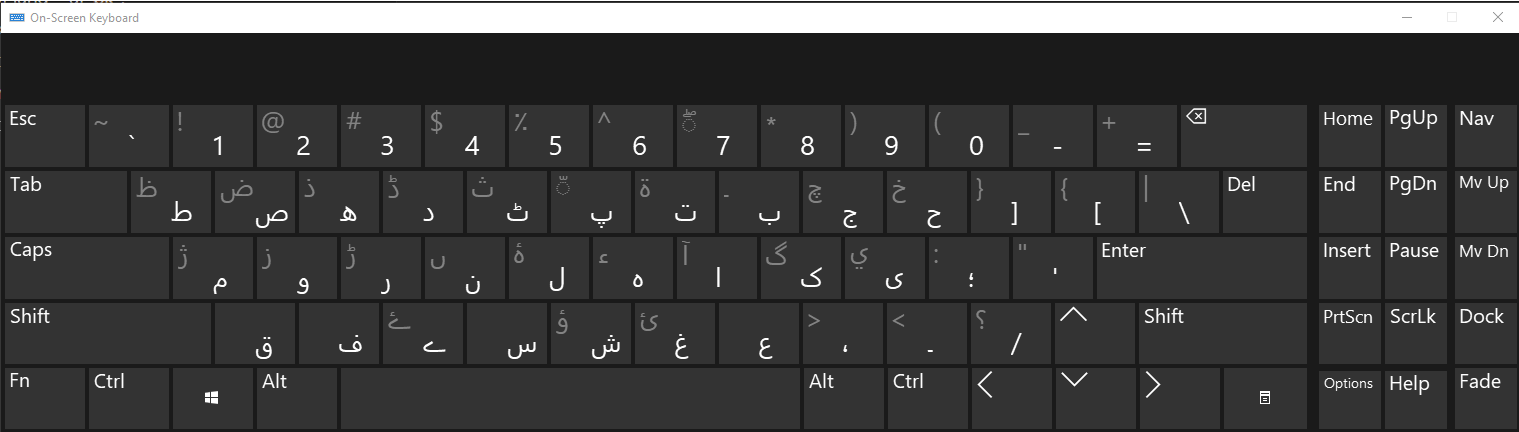 On-Screen Keyboard
Esc ~ ` ! 1 @ 2 # 3 $ 4 ٪ 5 ^ 6 7 * 8 ) 9 ( 0 _ - + = Home PgUp Nav
Tab ظ ط ض ص ذ ھ ڈ د ث ٹ ّ پ ۃ ت ۔ ب چ ج خ ح } ] { [ | \ Del End PgDn Mv Up
Caps ژ م ز و ڑ ر ں ن ۂ ل ء ہ آ ا گ ک ي ی : ؛ " ' Enter Insert Pause Mv Dn
Shift ق ف ۓ ے س ؤ ش ئ غ ع > ، < ۔ ؟ / Shift PrtScn ScrLk Dock
Fn Ctrl Alt Alt Ctrl Options Help Fade